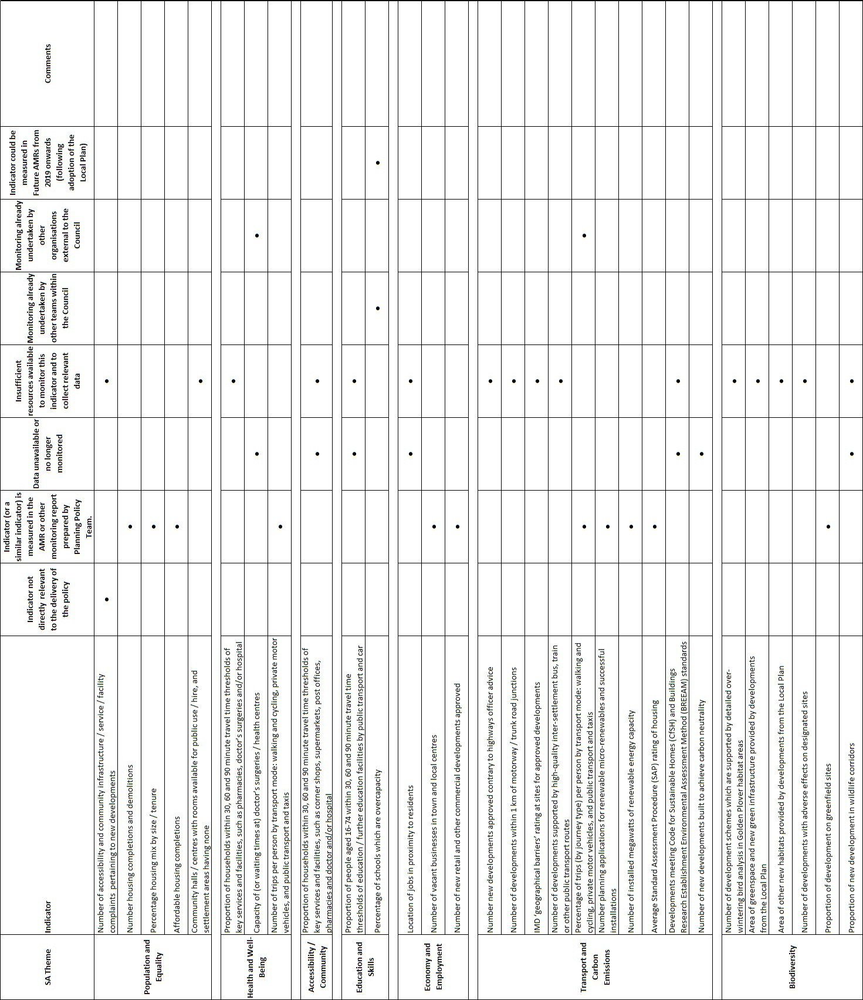 SA Theme
Indicator
Indicator not
directly relevant
to the delivery of
the policy
Indicator (or a
similar indicator) is
measured in the
AMR or other
monitoring report
prepared by
Planning Policy
Team.
Data unavailable or
no longer
monitored
Insufficient
resources available
to monitor this
indicator and to
collect relevant
data
Monitoring already
undertaken by
other teams within
the Council
Monitoring already
undertaken by
other
organisations
external to the
Council
Indicator could be
measured in
Future AMRs from
2019 onwards
(following
adoption of the
Local Plan)
Comments
Population and
Equality
Number of accessibility and community infrastructure / service / facility
complaints pertaining to new developments
• •
Number housing completions and demolitions
•
Percentage housing mix by size / tenure
•
Affordable housing completions
•
Community halls / centres with rooms available for public use / hire, and
settlement areas having none
•
Health and Well-
Being
Proportion of households within 30, 60 and 90 minute travel time thresholds of
key services and facilities, such as pharmacies, doctor's surgeries and/or hospital
•
Capacity of (or waiting times at) doctor's surgeries / health centres
• •
Number of trips per person by transport mode: walking and cycling, private motor
vehicles, and public transport and taxis
•
Accessibility /
Community
Proportion of households within 30, 60 and 90 minute travel time thresholds of
key services and facilities, such as corner shops, supermarkets, post offices,
pharmacies and doctor and/or hospital
• •
Education and
Skills
Proportion of people aged 16-74 within 30, 60 and 90 minute travel time
thresholds of education / further education facilities by public transport and car
• •
Percentage of schools which are overcapacity
• •
Economy and
Employment
Location of jobs in proximity to residents
• •
Number of vacant businesses in town and local centres
•
Number of new retail and other commercial developments approved
•
Transport and
Carbon
Emissions
Number new developments approved contrary to highways officer advice
•
Number of developments within 1 km of motorway / trunk road junctions
•
IMD 'geographical barriers' rating at sites for approved developments
•
Number of developments supported by high-quality inter-settlement bus, train
or other public transport routes
•
Percentage of trips (by journey type) per person by transport mode: walking and
cycling, private motor vehicles, and public transport and taxis
• •
Number planning applications for renewable micro-renewables and successful
installations
•
Number of installed megawatts of renewable energy capacity
•
Average Standard Assessment Procedure (SAP) rating of housing
•
Developments meeting Code for Sustainable Homes (CfSH) and Buildings
Research Establishment Environmental Assessment Method (BREEAM) standards
• •
Number of new developments built to achieve carbon neutrality
•
Biodiversity
Number of development schemes which are supported by detailed over-
wintering bird analysis in Golden Plover habitat areas
•
Area of greenspace and new green infrastructure provided by developments
from the Local Plan
•
Area of other new habitats provided by developments from the Local Plan
•
Number of developments with adverse effects on designated sites
•
Proportion of development on greenfield sites
•
Proportion of new development in wildlife corridors
• •